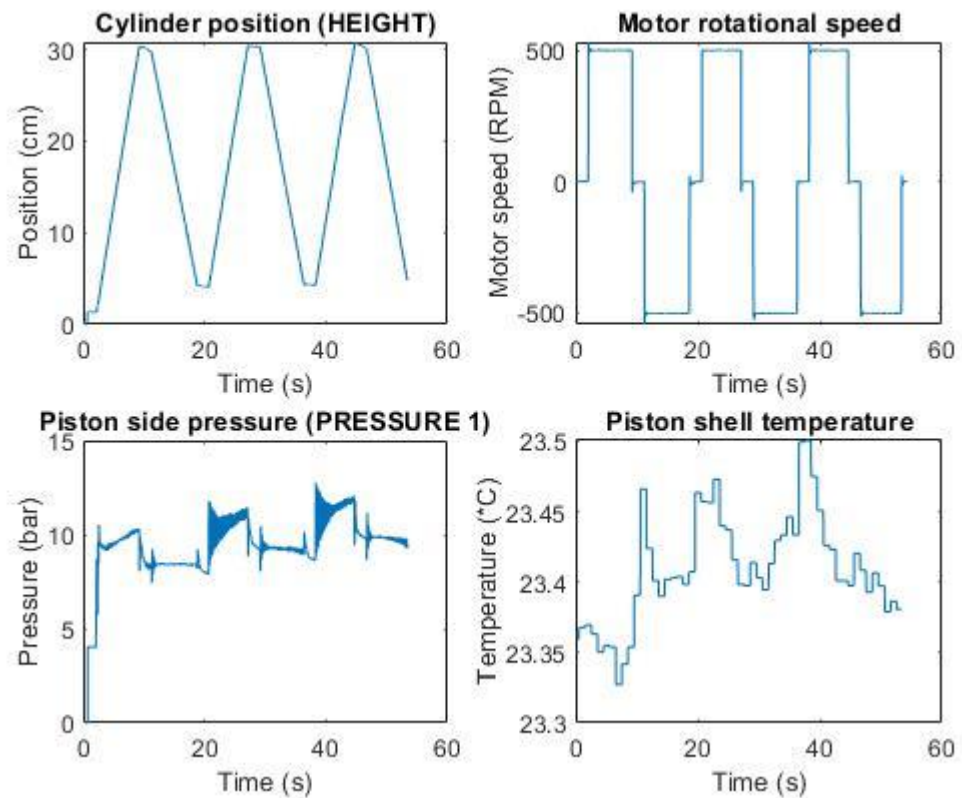 Cylinder position (HEIGHT)
30
20
10
0
Position (cm)
0 20 40 60
Time (s)
Motor rotational speed
500
0
-500
Motor speed (RPM)
0 20 40 60
Time (s)
Piston side pressure (PRESSURE 1)
15
10
5
0
Pressure (bar)
0 20 40 60
Time (s)
Piston shell temperature
23.5
23.45
23.4
23.35
23.3
Temperature (*C)
0 20 40 60
Time (s)